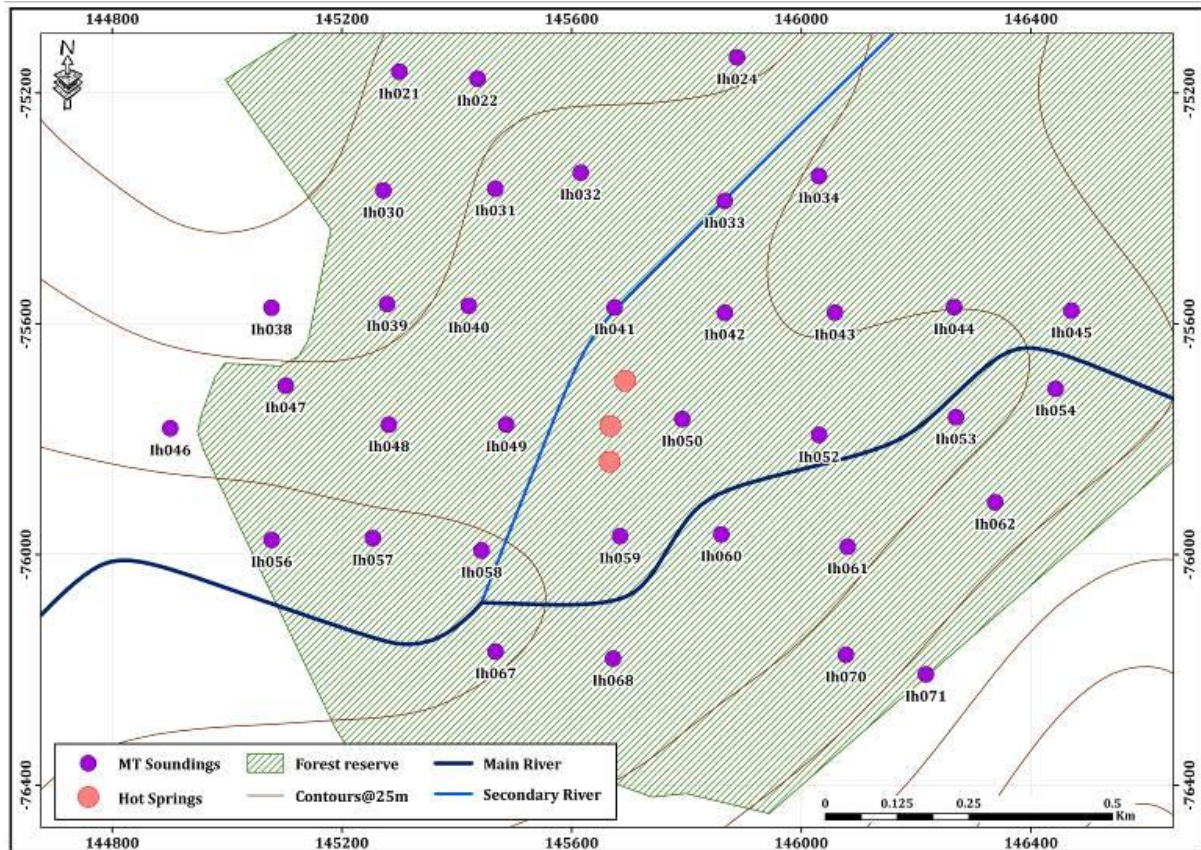 144800 145200 145600 146000 146400
N
-75200 -75200
Ih021
Ih022
Ih024
Ih030
Ih031
Ih032
Ih033
Ih034
-75600 -75600
Ih038
Ih039
Ih040
Ih041
Ih042
Ih043
Ih044
Ih045
Ih046
Ih047
Ih048
Ih049
Ih050
Ih052
Ih053
Ih054
-76000 -76000
Ih056
Ih057
Ih058
Ih059
Ih060
Ih061
Ih062
Ih067
Ih068
Ih070
Ih071
-76400 -76400
MT Soundings Forest reserve Main River
Hot Springs Contours@25m Secondary River
0 0.125 0.25 0.5
Km
144800 145200 145600 146000 146400